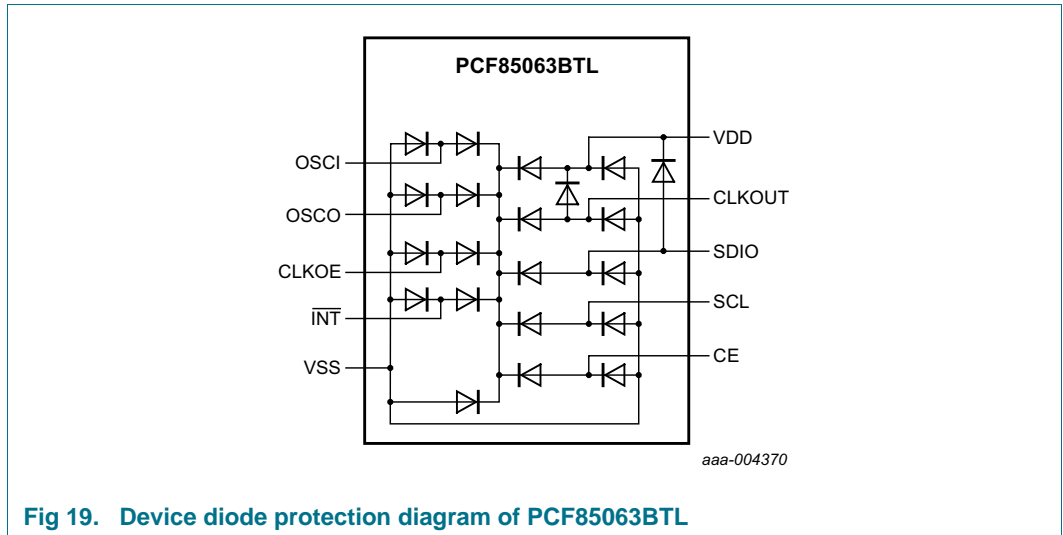 PCF85063BTL
OSCI
OSCO
CLKOE
INT
VSS
VDD
CLKOUT
SDIO
SCL
CE
aaa-004370
Fig 19. Device diode protection diagram of PCF85063BTL